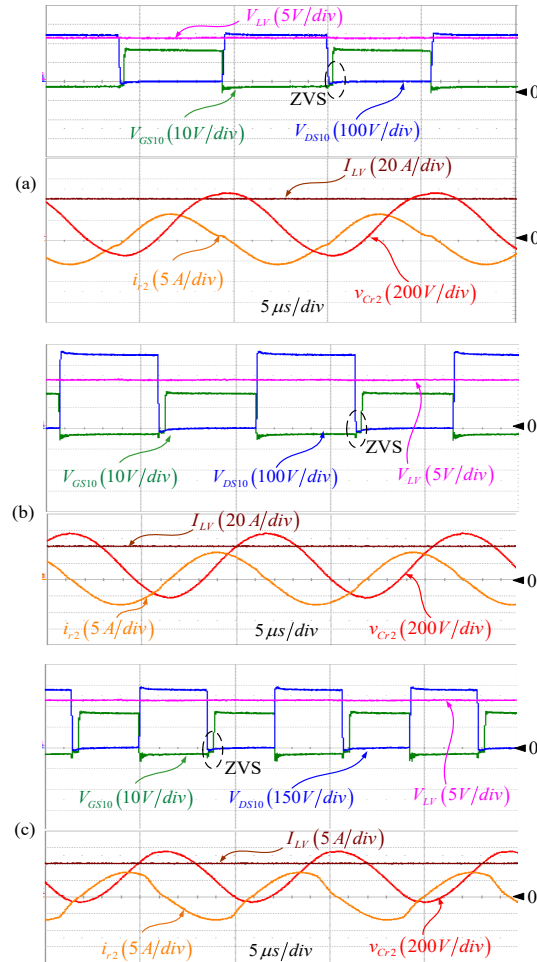 V_LV (5V/div)
0
ZVS
V_GS10 (10V/div)
V_DS10 (100V/div)
(a)
I_LV (20 A/div)
0
i_r2 (5 A/div)
5 µs/div
v_Cr2 (200V/div)
0
ZVS
V_GS10 (10V/div)
V_DS10 (100V/div)
V_LV (5V/div)
(b)
I_LV (20 A/div)
0
i_r2 (5 A/div)
5 µs/div
v_Cr2 (200V/div)
0
ZVS
V_GS10 (10V/div)
V_DS10 (150V/div)
V_LV (5V/div)
(c)
I_LV (5 A/div)
0
i_r2 (5 A/div)
5 µs/div
v_Cr2 (200V/div)